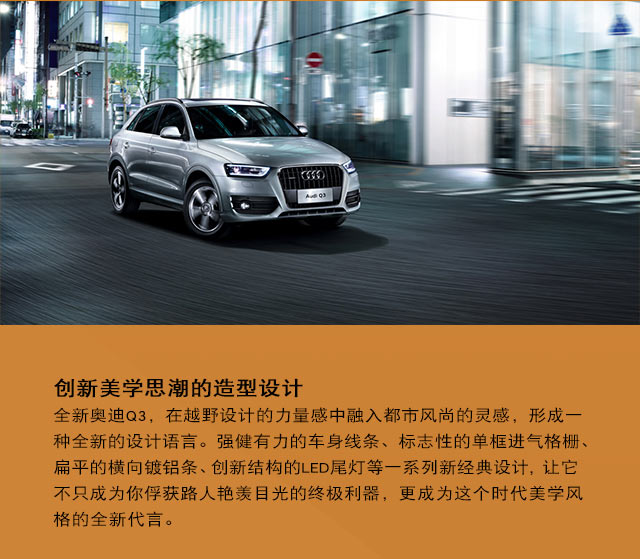 Audi Q3
创新美学思潮的造型设计
全新奥迪Q3，在越野设计的力量感中融入都市风尚的灵感，形成一
种全新的设计语言。强健有力的车身线条、标志性的单框进气格栅、
扁平的横向镀铝条、创新结构的LED尾灯等一系列新经典设计, 让它
不只成为你俘获路人艳羡目光的终极利器，更成为这个时代美学风
格的全新代言。